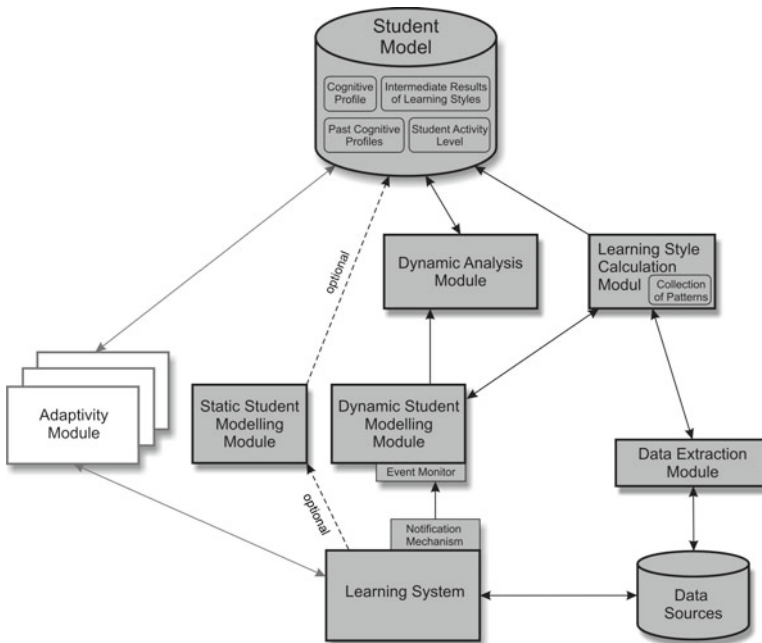 Student
Model
Cognitive
Profile
Intermediate Results
of Learning Styles
Past Cognitive
Profiles
Student Activity
Level
optional
Dynamic Analysis
Module
Learning Style
Calculation
Modul
Collection
of Patterns
Adaptivity
Module
Static Student
Modelling
Module
Dynamic Student
Modelling
Module
Event Monitor
Data Extraction
Module
optional
Notification
Mechanism
Learning System
Data
Sources